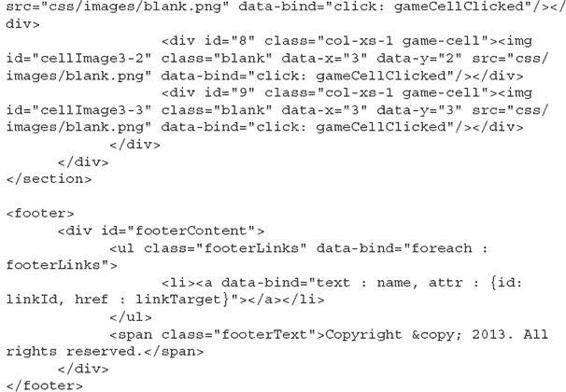 src="css/images/blank.png" data-bind="click: gameCellClicked"/></
div>
<div id="8" class="col-xs-1 game-cell"><img
id="cellImage3-2" class="blank" data-x="3" data-y="2" src="css/
images/blank.png" data-bind="click: gameCellClicked"/></div>
<div id="9" class="col-xs-1 game-cell"><img
id="cellImage3-3" class="blank" data-x="3" data-y="3" src="css/
images/blank.png" data-bind="click: gameCellClicked"/></div>
</div>
</div>
</section>
<footer>
<div id="footerContent">
<ul class="footerLinks" data-bind="foreach :
footerLinks">
<li><a data-bind="text : name, attr : {id:
linkId, href : linkTarget}"></a></li>
</ul>
<span class="footerText">Copyright &copy; 2013. All
rights reserved.</span>
</div>
</footer>